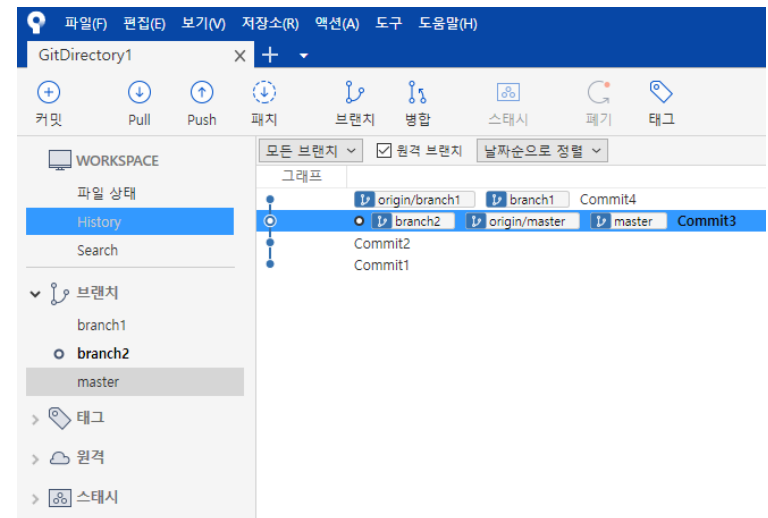 파일(F) 편집(E) 보기(V) 저장소(R) 액션(A) 도구 도움말(H)
GitDirectory1
커밋 Pull Push 패치 브랜치 병합 스태시 폐기 태그
WORKSPACE
파일 상태
History
Search
브랜치
branch1
branch2
master
태그
원격
스태시
모든 브랜치 원격 브랜치 날짜순으로 정렬
그래프
origin/branch1 branch1 Commit4
branch2 origin/master master Commit3
Commit2
Commit1